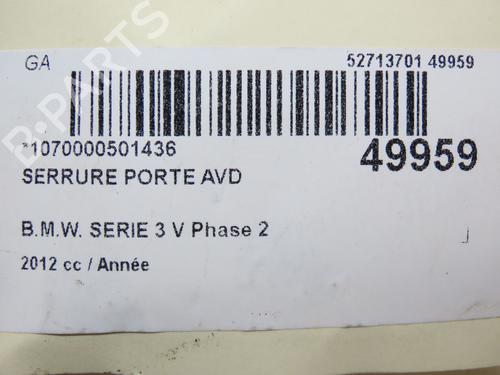 GA
52713701 49959
*1070000501436
49959
SERRURE PORTE AVD
B.M.W. SERIE 3 V Phase 2
2012 cc / Année
B-PARTS